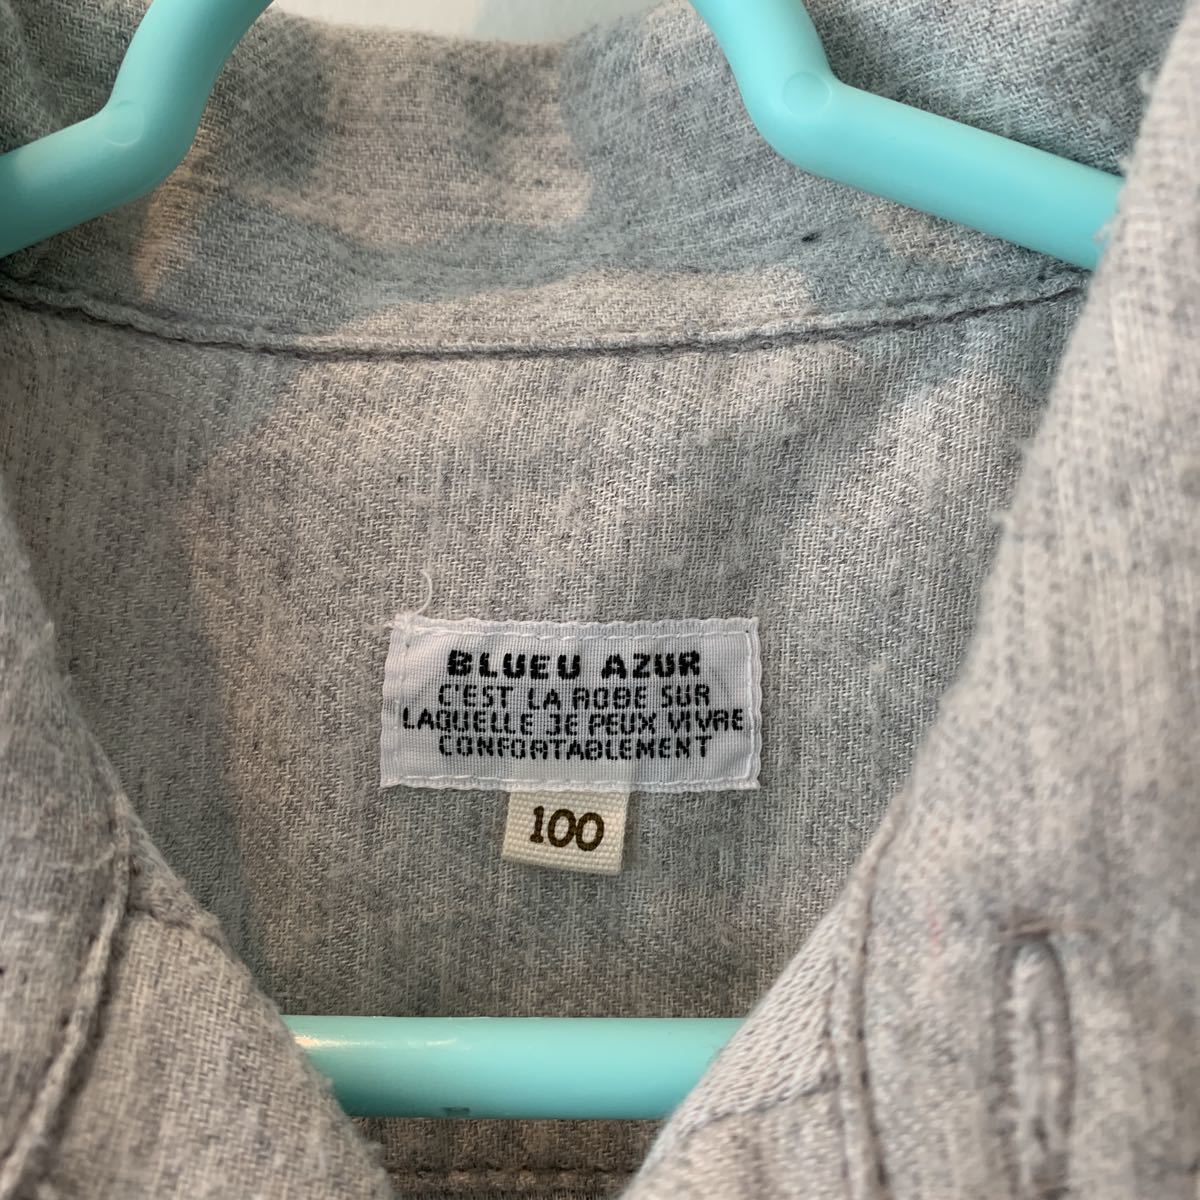 BLUEU AZUR
C'EST LA ROBE SUR
LAQUELLE JE PEUX VIVRE
CONFORTABLEMENT
100